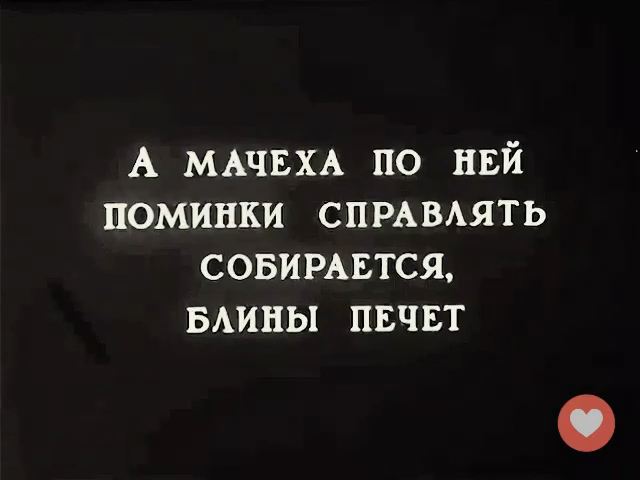 А МАЧЕХА ПО НЕЙ
ПОМИНКИ СПРАВЛЯТЬ
СОБИРАЕТСЯ,
БЛИНЫ ПЕЧЕТ